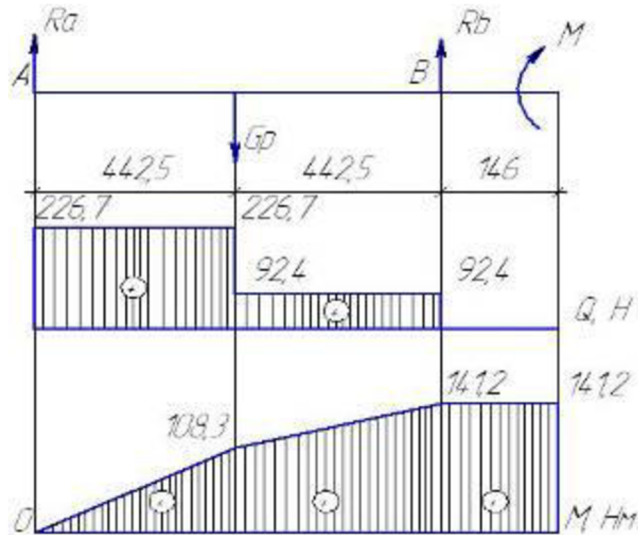 Ra Rb M
A B
Gp
442,5 442,5 146
226,7 226,7
92,4 92,4
Q, H
141,2 141,2
108,3
0 M, Hм